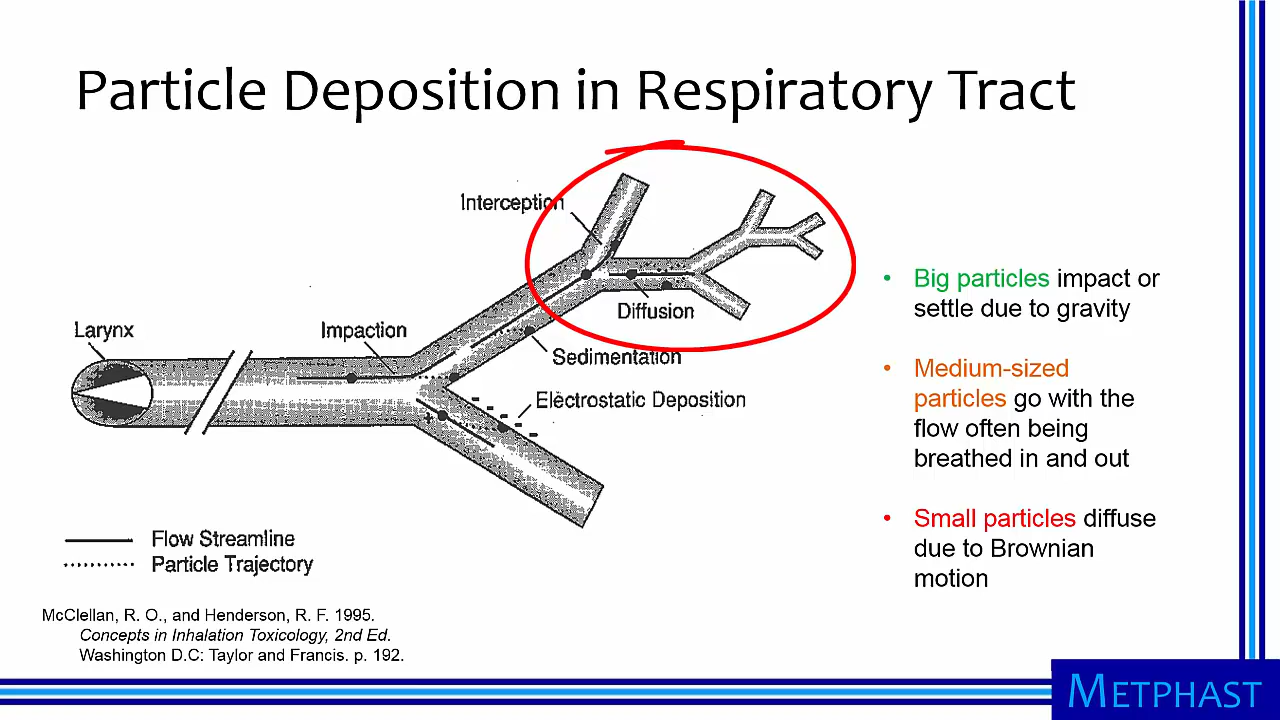 Particle Deposition in Respiratory Tract
Interception
Diffusion
Larynx
Impaction
Sedimentation
Electrostatic Deposition
+
Flow Streamline
Particle Trajectory
McClellan, R. O., and Henderson, R. F. 1995.
Concepts in Inhalation Toxicology, 2nd Ed.
Washington D.C: Taylor and Francis. p. 192.
• Big particles impact or
settle due to gravity
• Medium-sized
particles go with the
flow often being
breathed in and out
• Small particles diffuse
due to Brownian
motion
METPHAST